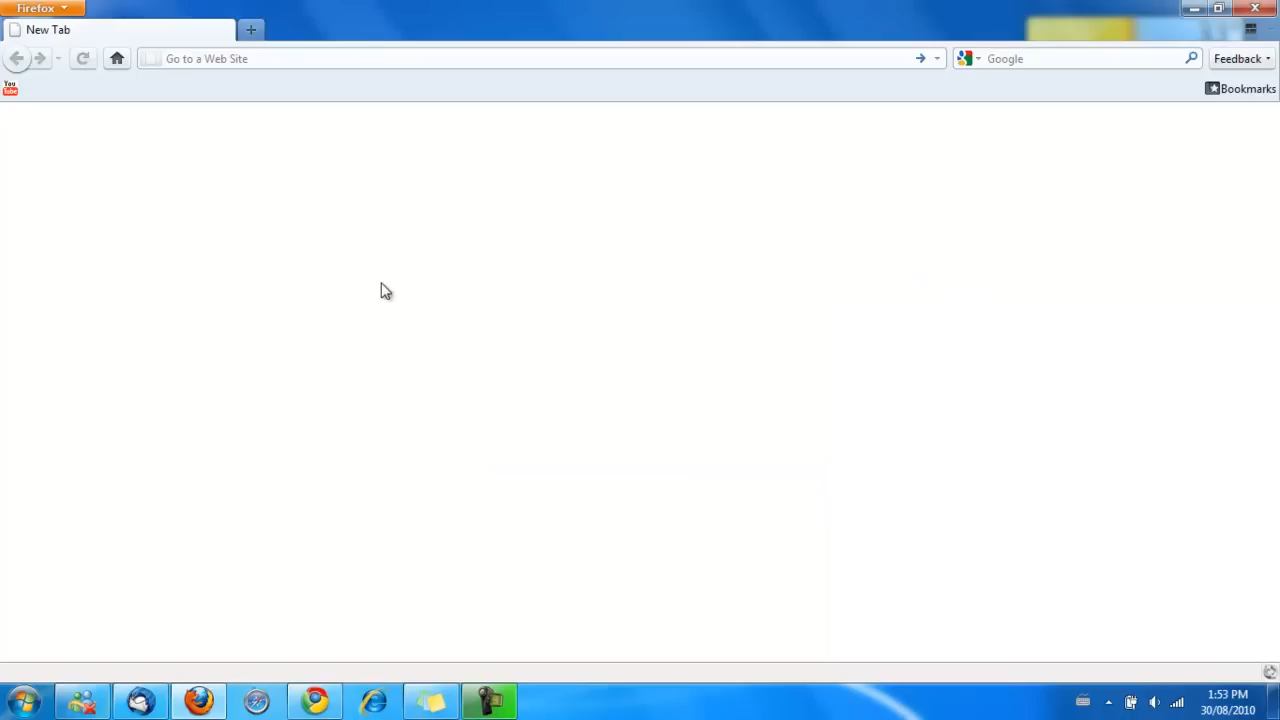 Firefox
New Tab
Go to a Web Site
Google
Feedback
You
Tube
Bookmarks
1:53 PM
30/08/2010